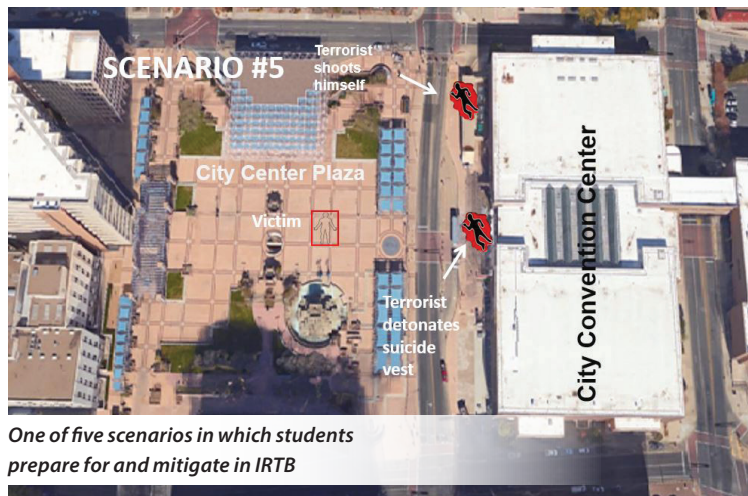 SCENARIO #5
Terrorist
shoots
himself
City Center Plaza
Victim
Terrorist
detonates
suicide
vest
City Convention Center
One of five scenarios in which students
prepare for and mitigate in IRTB